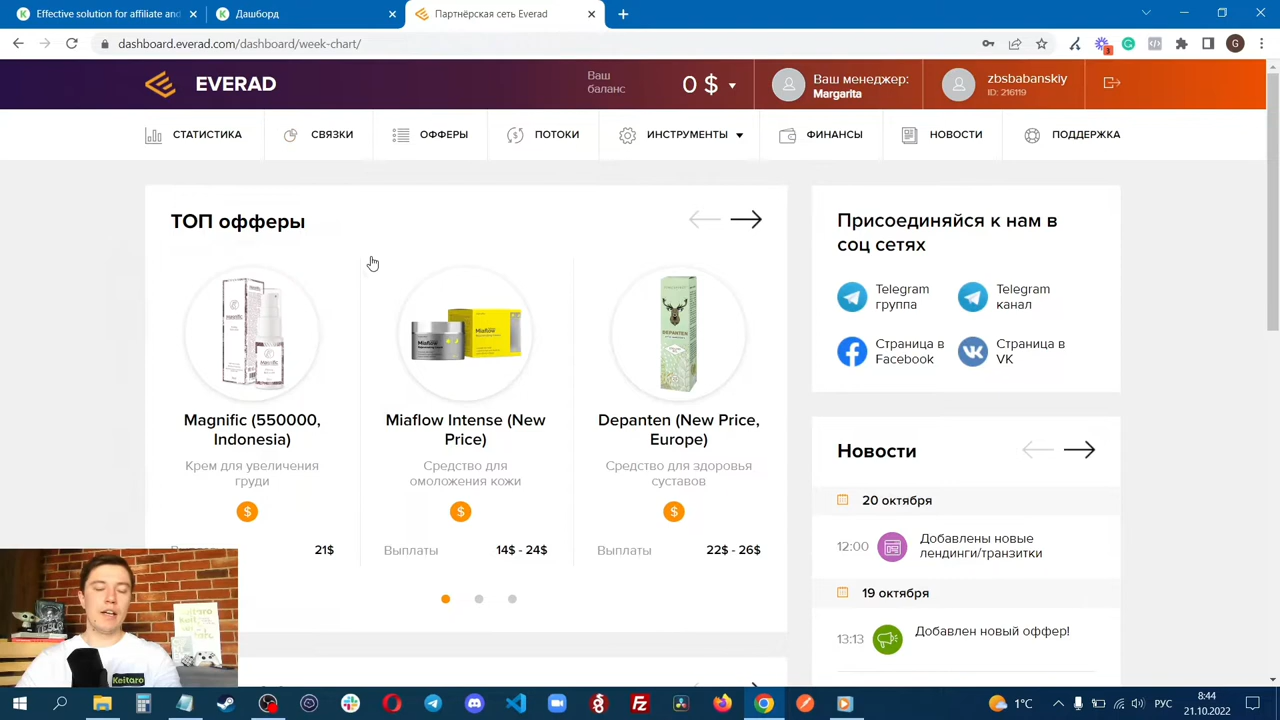 Effective solution for affiliate and
Дашборд
Партнёрская сеть Everad
dashboard.everad.com/dashboard/week-chart/
3
G
EVERAD
Ваш
баланс
0 $
Ваш менеджер:
Margarita
zbsbabanskiy
ID: 216119
СТАТИСТИКА
СВЯЗКИ
ОФФЕРЫ
ПОТОКИ
ИНСТРУМЕНТЫ
ФИНАНСЫ
НОВОСТИ
ПОДДЕРЖКА
ТОП офферы
Magnific (550000,
Indonesia)
Крем для увеличения
груди
$
21$
Miaflow Intense (New
Price)
Средство для
омоложения кожи
$
Выплаты
14$ - 24$
Depanten (New Price,
Europe)
Средство для здоровья
суставов
$
Выплаты
22$ - 26$
Присоединяйся к нам в
соц сетях
Telegram
группа
Telegram
канал
Страница в
Facebook
Страница в
VK
Новости
20 октября
12:00
Добавлены новые
лендинги/транзитки
19 октября
13:13
Добавлен новый оффер!
Keitaro
1°C
РУС
8:44
21.10.2022